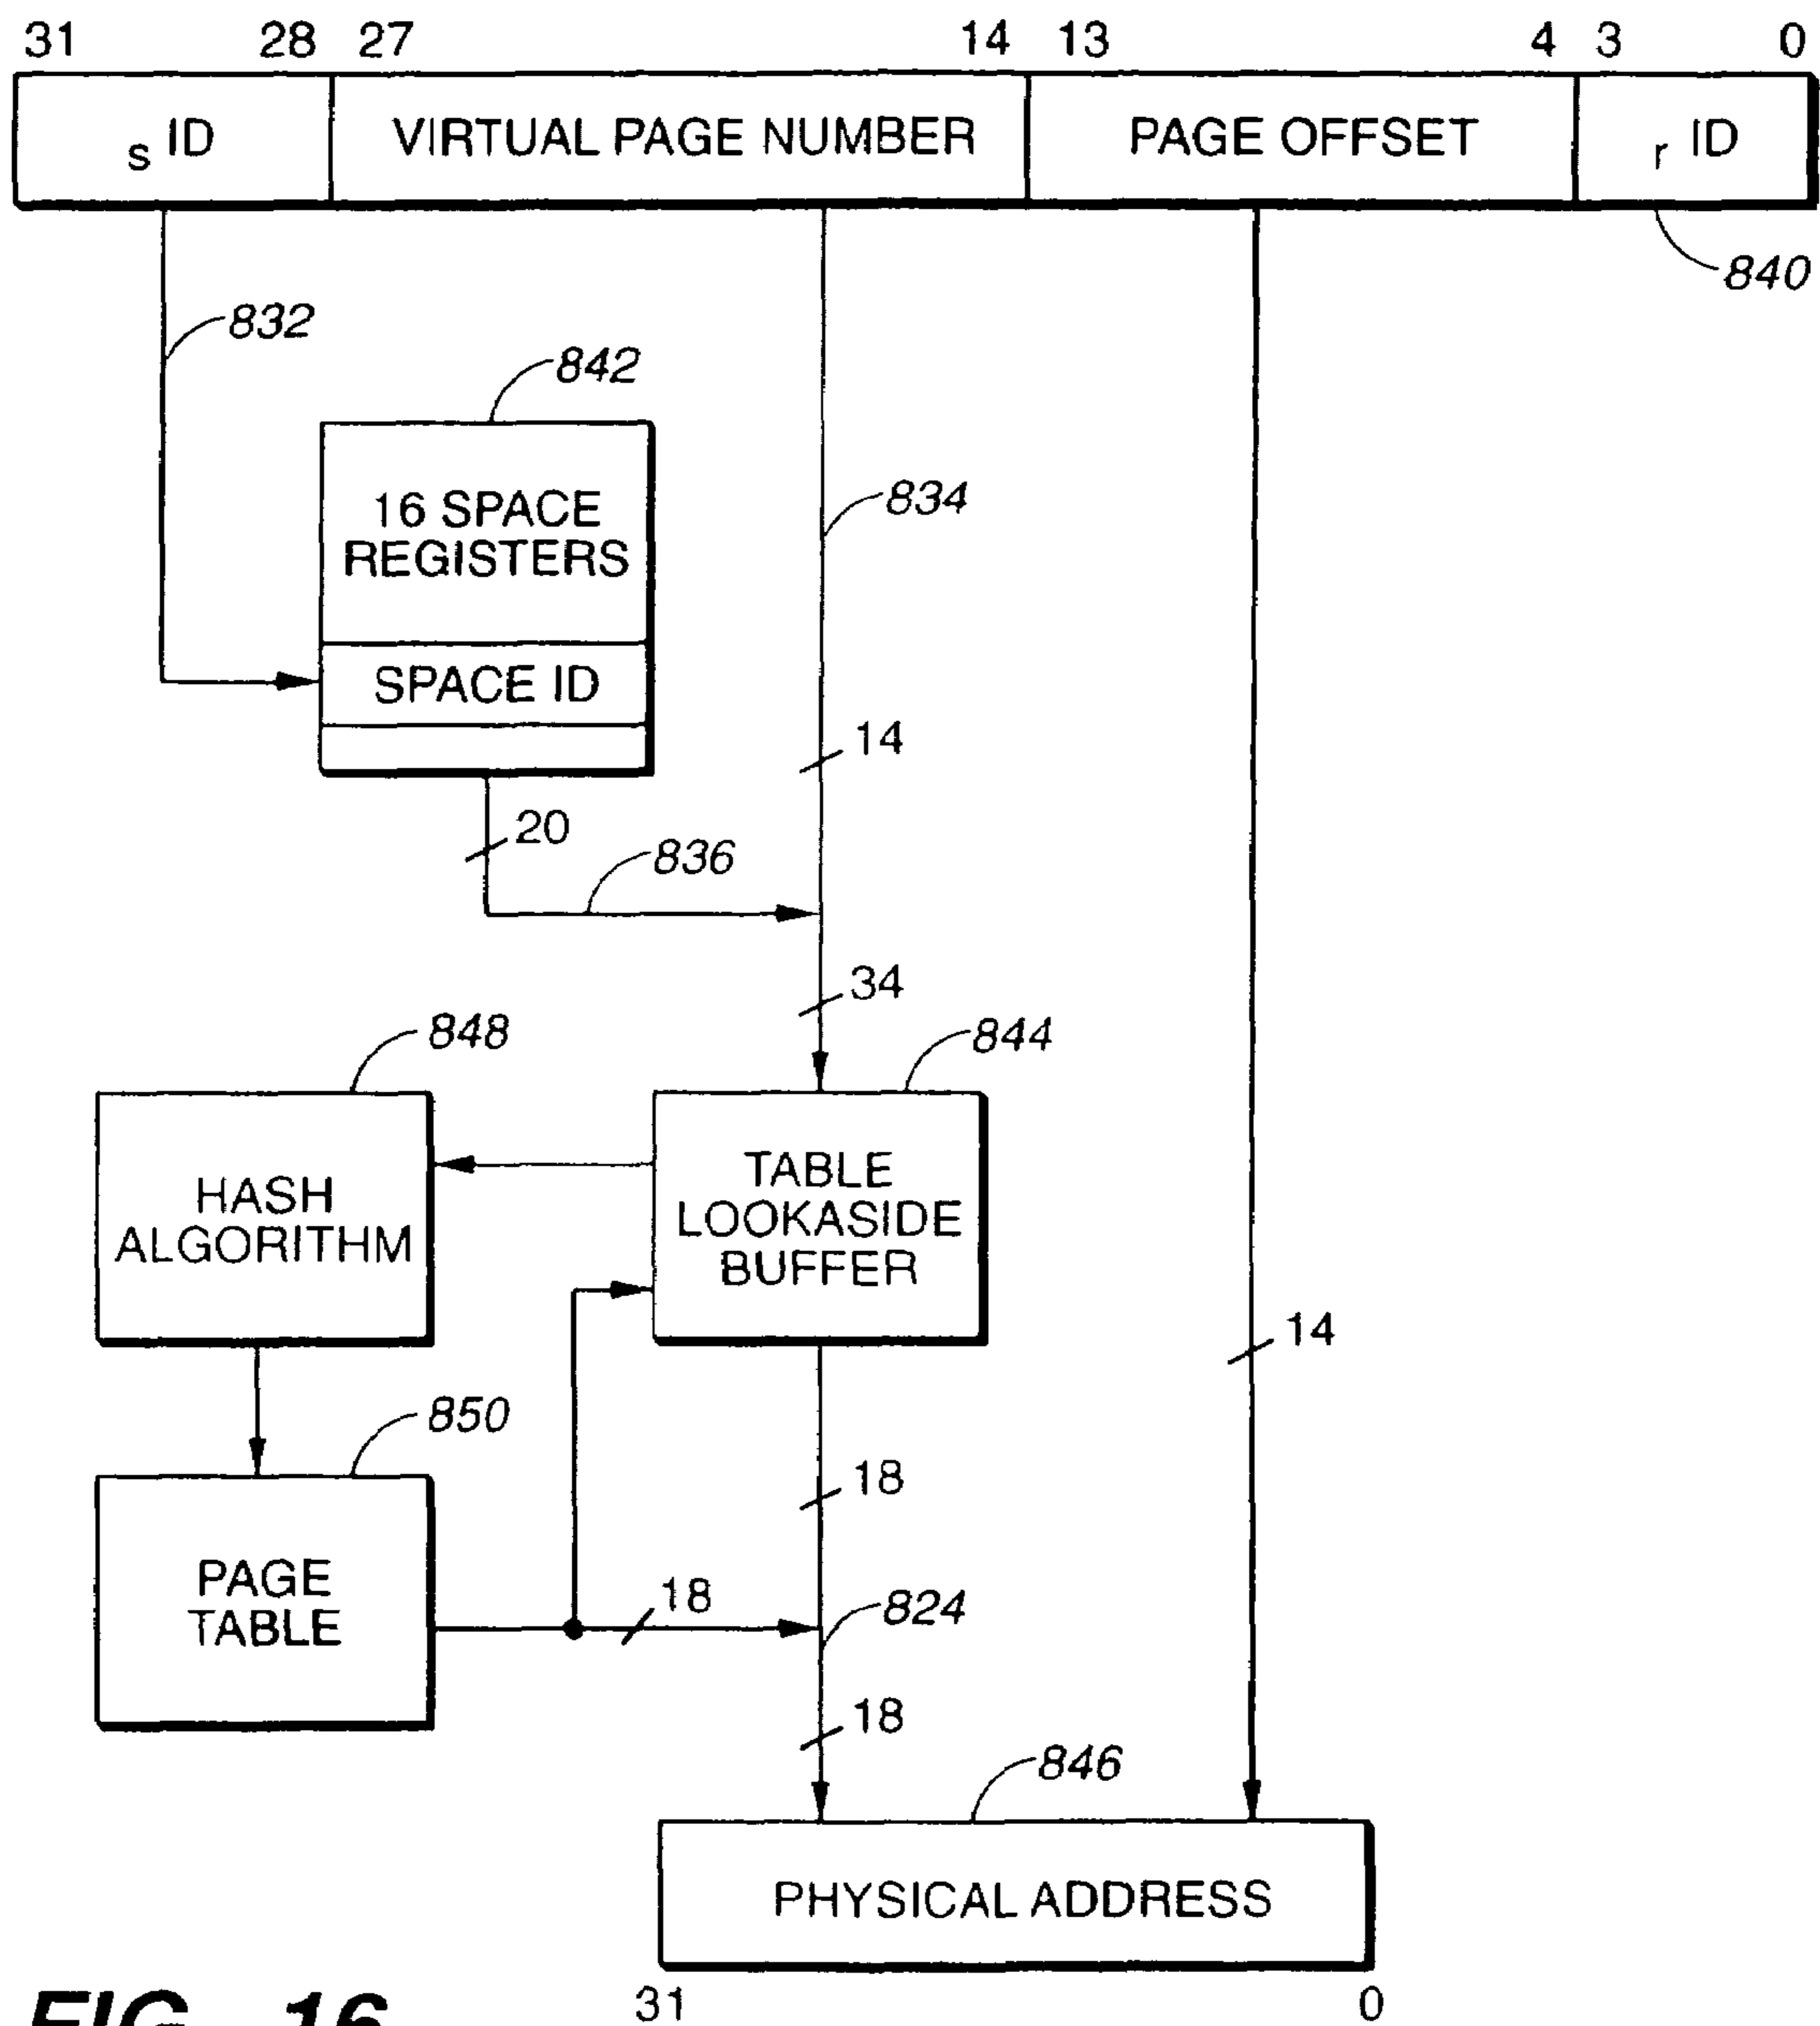 31 28 27 14 13 4 3 0
s ID VIRTUAL PAGE NUMBER PAGE OFFSET r ID
840
832
842
16 SPACE
REGISTERS
834
SPACE ID
14
20
836
34
848
844
HASH
ALGORITHM
TABLE
LOOKASIDE
BUFFER
14
850
18
PAGE
TABLE
18
824
18
846
PHYSICAL ADDRESS
31 0
FIG._16